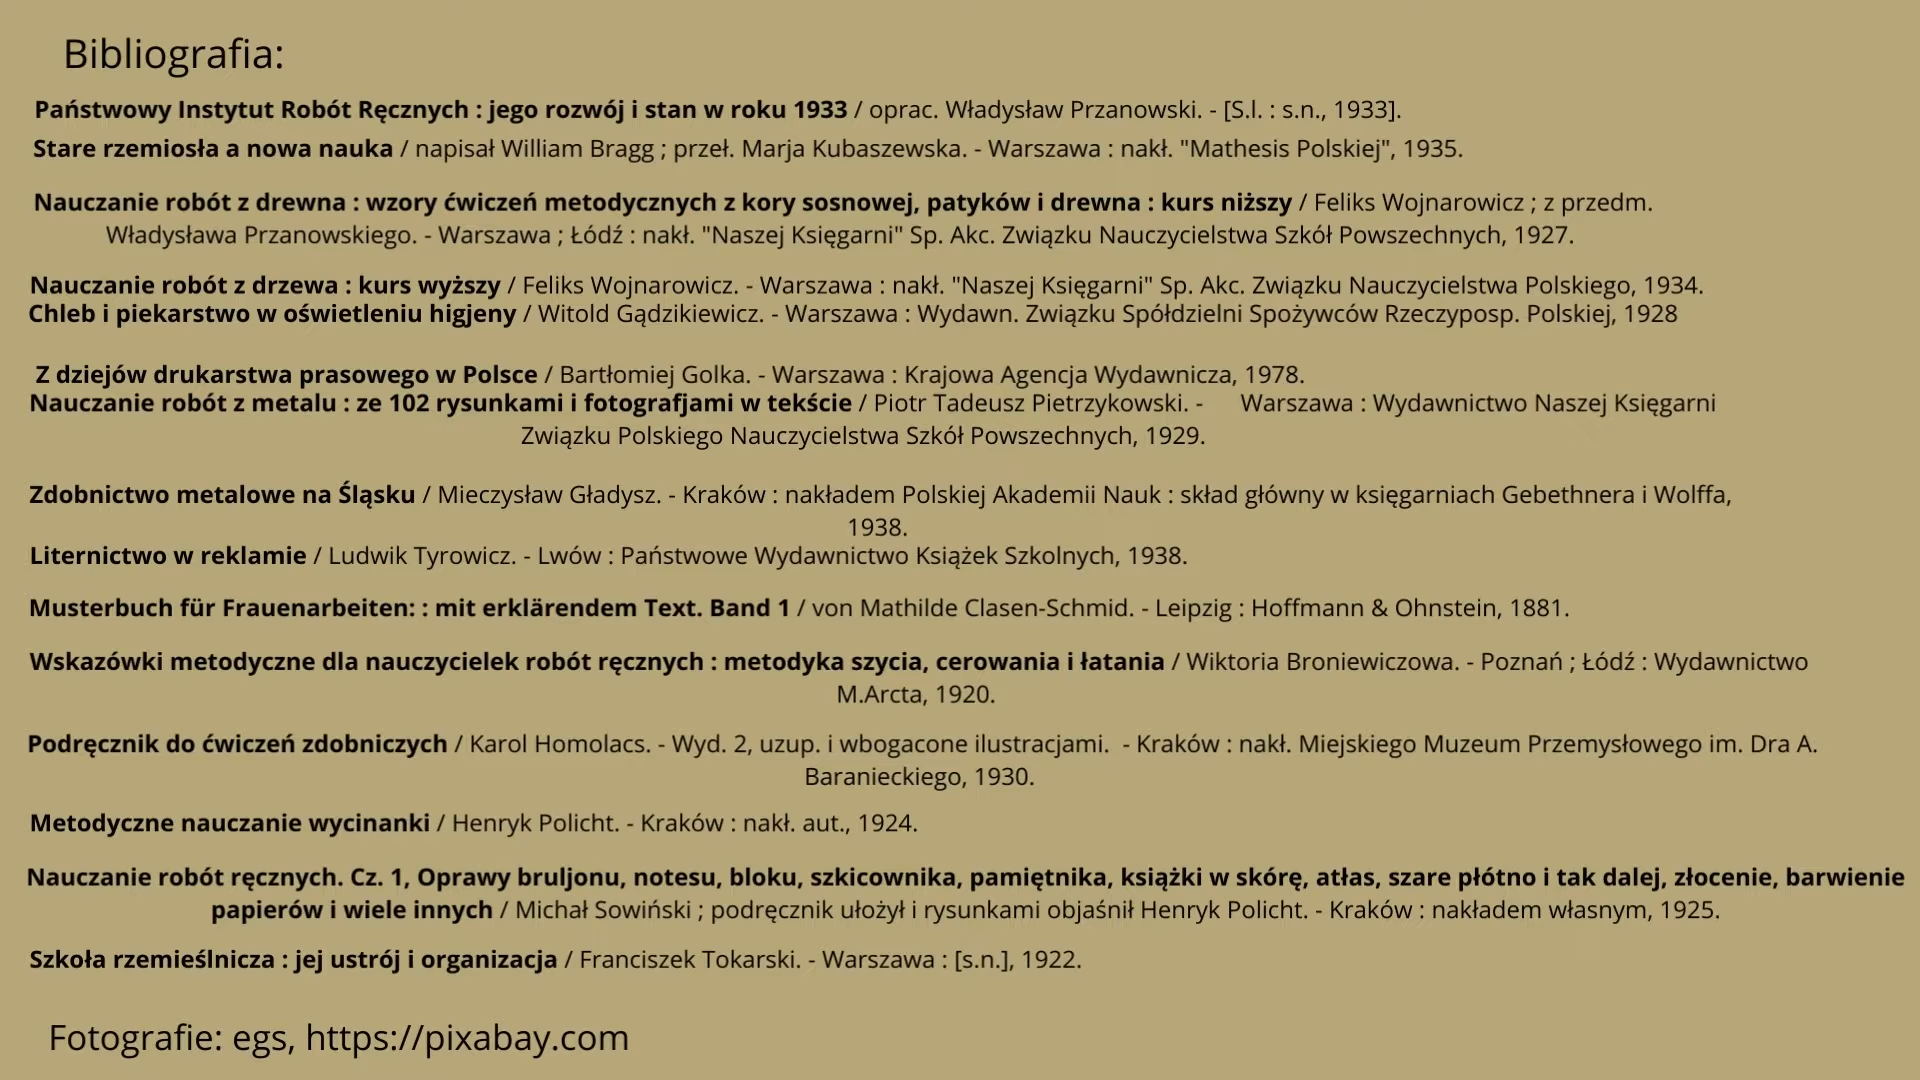 Bibliografia:
Państwowy Instytut Robót Ręcznych : jego rozwój i stan w roku 1933 / oprac. Władysław Przanowski. - [S.l. : s.n., 1933].
Stare rzemiosła a nowa nauka / napisał William Bragg ; przeł. Marja Kubaszewska. - Warszawa : nakł. "Mathesis Polskiej", 1935.
Nauczanie robót z drewna : wzory ćwiczeń metodycznych z kory sosnowej, patyków i drewna : kurs niższy / Feliks Wojnarowicz ; z przedm.
Władysława Przanowskiego. - Warszawa ; Łódź : nakł. "Naszej Księgarni" Sp. Akc. Związku Nauczycielstwa Szkół Powszechnych, 1927.
Nauczanie robót z drzewa : kurs wyższy / Feliks Wojnarowicz. - Warszawa : nakł. "Naszej Księgarni" Sp. Akc. Związku Nauczycielstwa Polskiego, 1934.
Chleb i piekarstwo w oświetleniu higjeny / Witold Gądzikiewicz. - Warszawa : Wydawn. Związku Spółdzielni Spożywców Rzeczyposp. Polskiej, 1928
Z dziejów drukarstwa prasowego w Polsce / Bartłomiej Golka. - Warszawa : Krajowa Agencja Wydawnicza, 1978.
Nauczanie robót z metalu : ze 102 rysunkami i fotografjami w tekście / Piotr Tadeusz Pietrzykowski. - Warszawa : Wydawnictwo Naszej Księgarni
Związku Polskiego Nauczycielstwa Szkół Powszechnych, 1929.
Zdobnictwo metalowe na Śląsku / Mieczysław Gładysz. - Kraków : nakładem Polskiej Akademii Nauk : skład główny w księgarniach Gebethnera i Wolffa,
1938.
Liternictwo w reklamie / Ludwik Tyrowicz. - Lwów : Państwowe Wydawnictwo Książek Szkolnych, 1938.
Musterbuch für Frauenarbeiten: : mit erklärendem Text. Band 1 / von Mathilde Clasen-Schmid. - Leipzig : Hoffmann & Ohnstein, 1881.
Wskazówki metodyczne dla nauczycielek robót ręcznych : metodyka szycia, cerowania i łatania / Wiktoria Broniewiczowa. - Poznań ; Łódź : Wydawnictwo
M.Arcta, 1920.
Podręcznik do ćwiczeń zdobniczych / Karol Homolacs. - Wyd. 2, uzup. i wbogacone ilustracjami. - Kraków : nakł. Miejskiego Muzeum Przemysłowego im. Dra A.
Baranieckiego, 1930.
Metodyczne nauczanie wycinanki / Henryk Policht. - Kraków : nakł. aut., 1924.
Nauczanie robót ręcznych. Cz. 1, Oprawy bruljonu, notesu, bloku, szkicownika, pamiętnika, książki w skórę, atłas, szare płótno i tak dalej, złocenie, barwienie
papierów i wiele innych / Michał Sowiński ; podręcznik ułożył i rysunkami objaśnił Henryk Policht. - Kraków : nakładem własnym, 1925.
Szkoła rzemieślnicza : jej ustrój i organizacja / Franciszek Tokarski. - Warszawa : [s.n.], 1922.
Fotografie: egs, https://pixabay.com